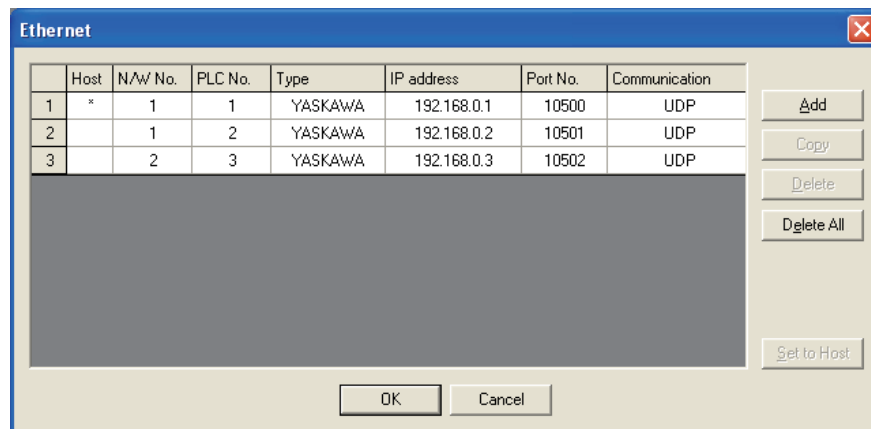 Ethernet
Host N/W No. PLC No. Type IP address Port No. Communication
1 * 1 1 YASKAWA 192.168.0.1 10500 UDP
2 1 2 YASKAWA 192.168.0.2 10501 UDP
3 2 3 YASKAWA 192.168.0.3 10502 UDP
Add
Copy
Delete
Delete All
Set to Host
OK Cancel